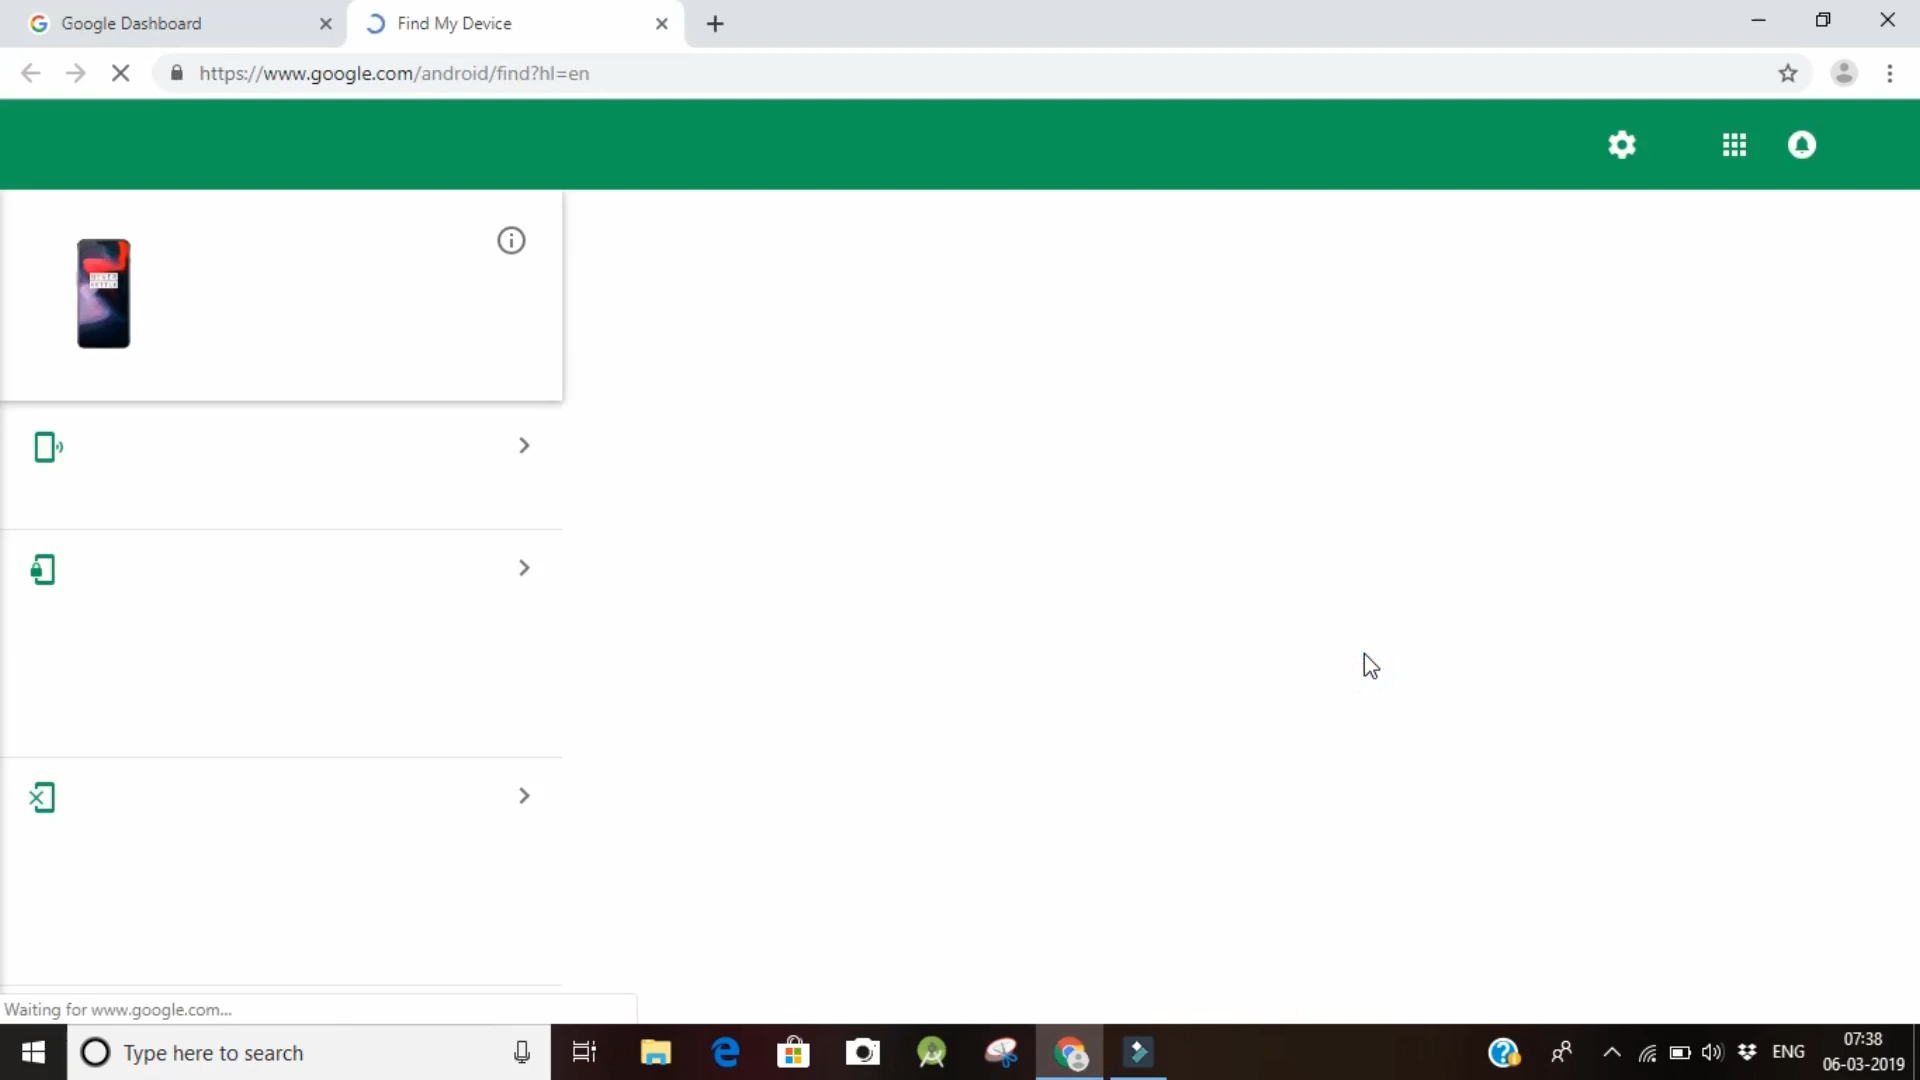 Google Dashboard
Find My Device
https://www.google.com/android/find?hl=en
Waiting for www.google.com...
Type here to search
ENG
07:38
06-03-2019